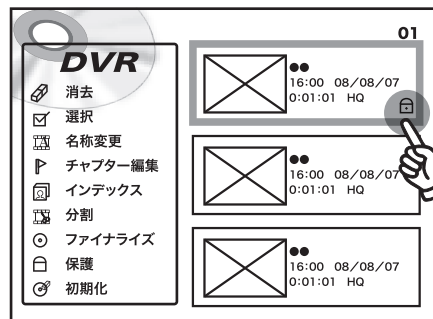 01
DVR
消去
選択
名称変更
チャプター編集
インデックス
分割
ファイナライズ
保護
初期化
●●
16:00 08/08/07
0:01:01 HQ
●●
16:00 08/08/07
0:01:01 HQ
●●
16:00 08/08/07
0:01:01 HQ